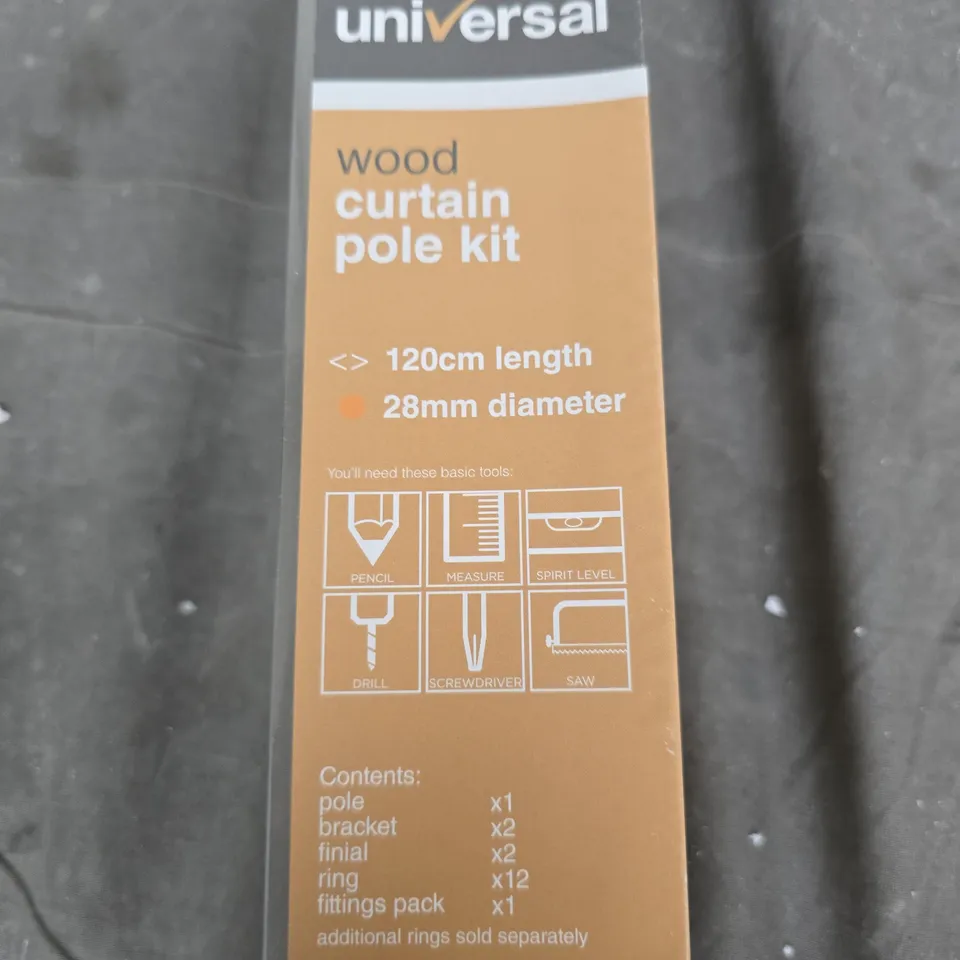 universal
wood
curtain
pole kit
<> 120cm length
28mm diameter
You'll need these basic tools:
PENCIL MEASURE SPIRIT LEVEL
DRILL SCREWDRIVER SAW
Contents:
pole x1
bracket x2
finial x2
ring x12
fittings pack x1
additional rings sold separately